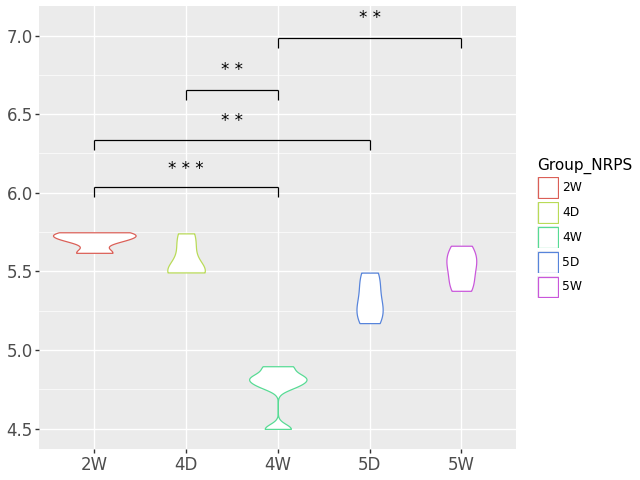 7.0
6.5
6.0
5.5
5.0
4.5
* *
* *
* *
* * *
2W 4D 4W 5D 5W
Group_NRPS
2W
4D
4W
5D
5W